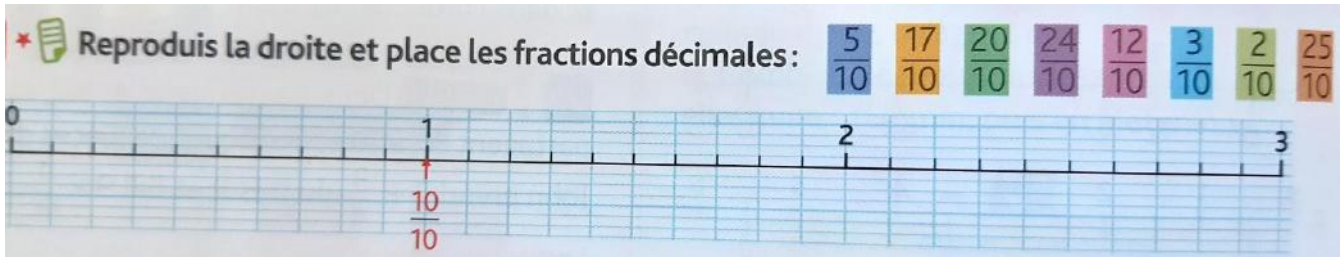 * Reproduis la droite et place les fractions décimales : 5/10 17/10 20/10 24/10 12/10 3/10 2/10 25/10
0 1 2 3
10/10